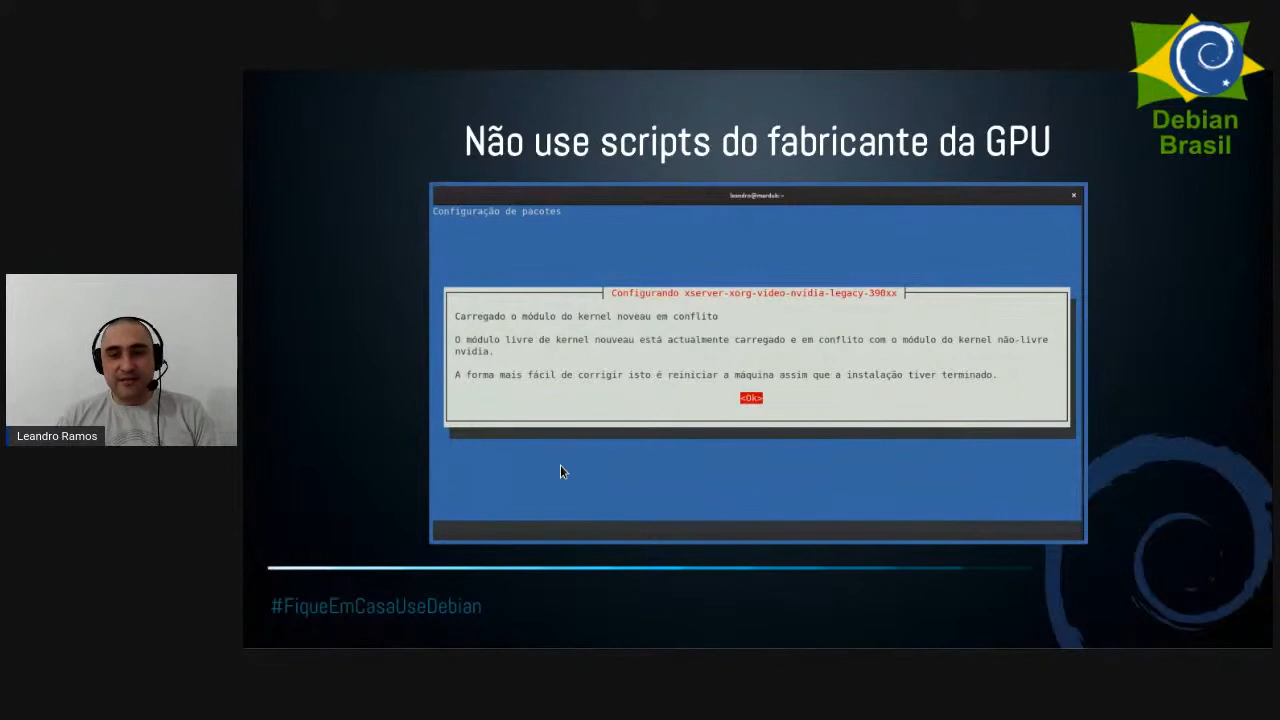 Debian
Brasil
Não use scripts do fabricante da GPU
leandro@marduk: ~
Configuração de pacotes
Configurando xserver-xorg-video-nvidia-legacy-390xx
Carregado o módulo do kernel noveau em conflito
O módulo livre de kernel nouveau está actualmente carregado e em conflito com o módulo do kernel não-livre
nvidia.
A forma mais fácil de corrigir isto é reiniciar a máquina assim que a instalação tiver terminado.
<Ok>
Leandro Ramos
#FiqueEmCasaUseDebian